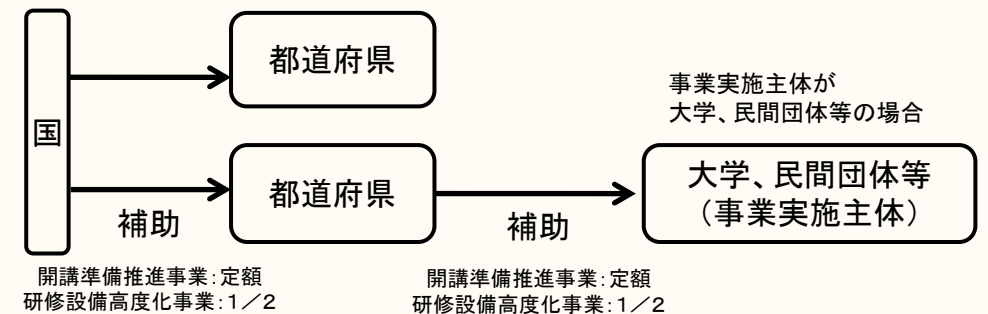 国
都道府県
都道府県
補助
開講準備推進事業:定額
研修設備高度化事業:1/2
補助
開講準備推進事業:定額
研修設備高度化事業:1/2
事業実施主体が
大学、民間団体等の場合
大学、民間団体等
(事業実施主体)